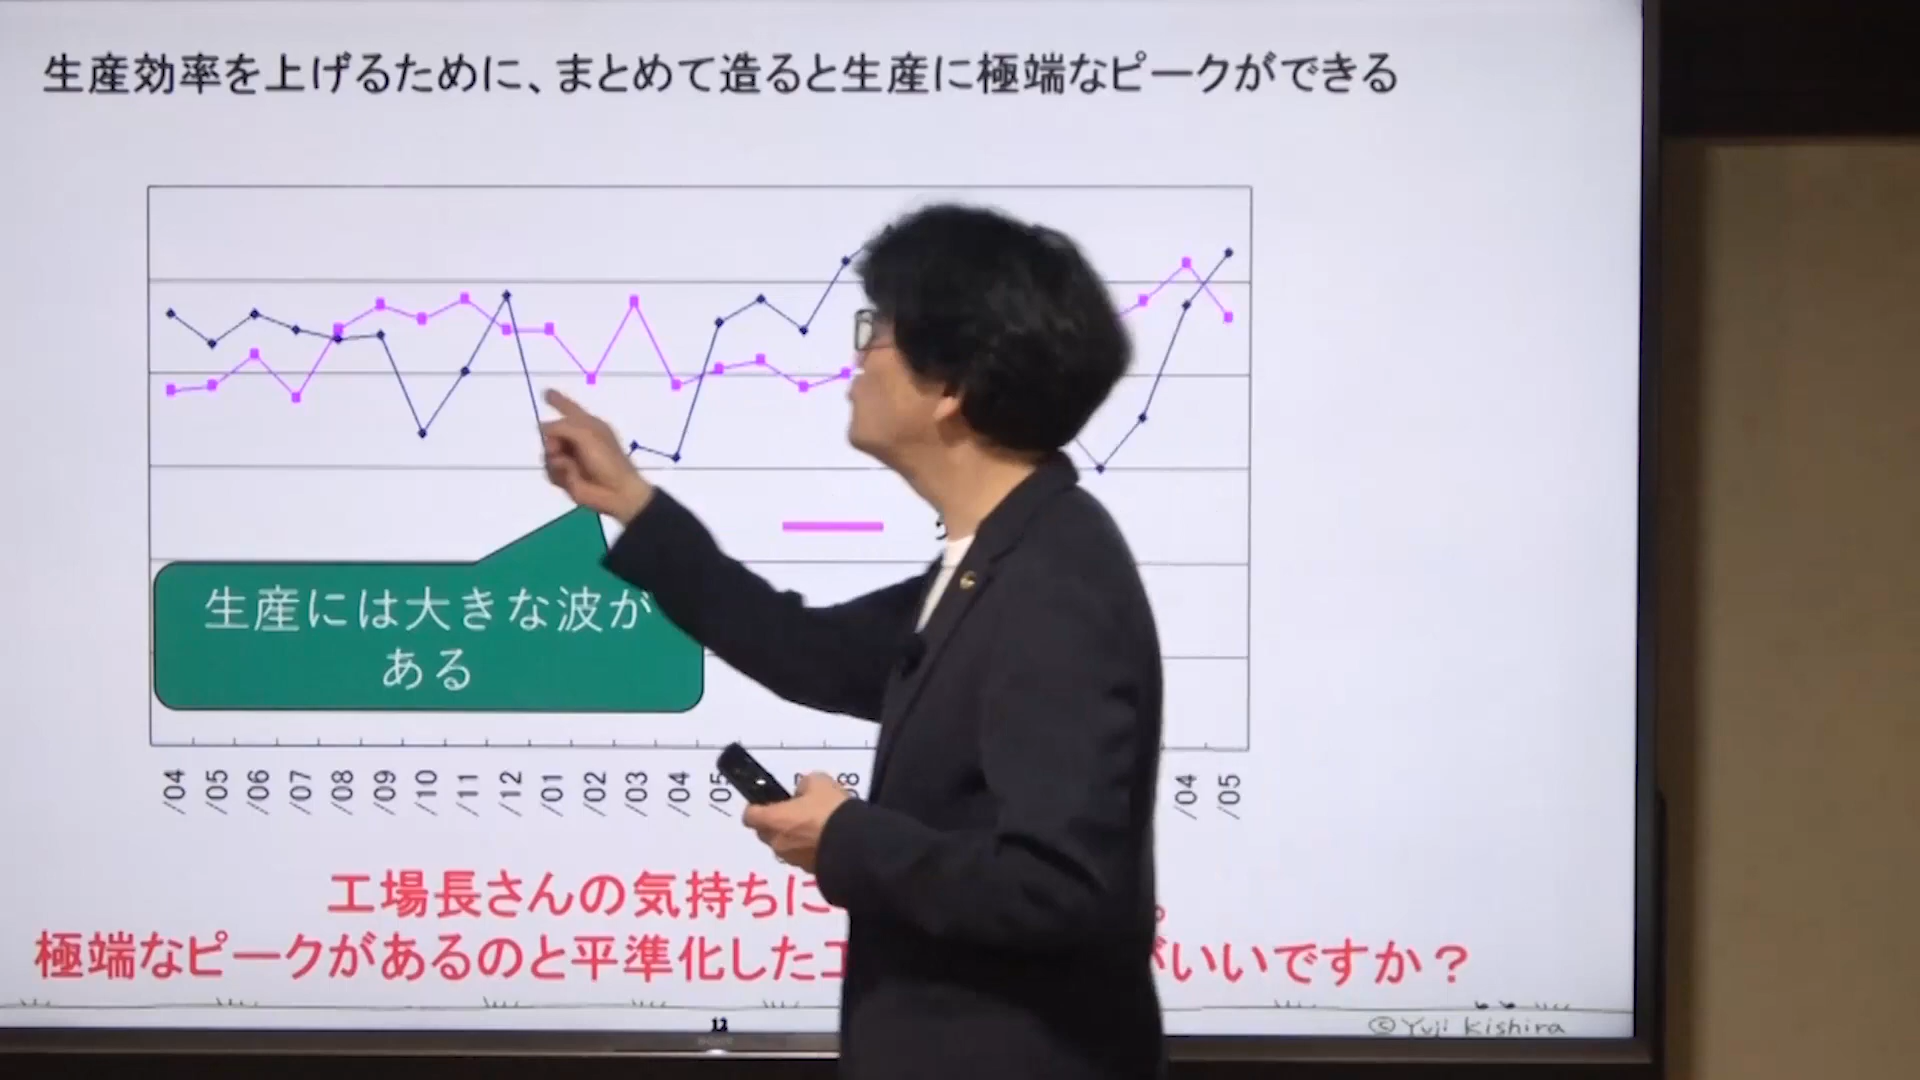 生産効率を上げるために、まとめて造ると生産に極端なピークができる
生産には大きな波が
ある
/04 /05 /06 /07 /08 /09 /10 /11 /12 /01 /02 /03 /04 /05 /04 /05
工場長さんの気持ちに
極端なピークがあるのと平準化した工 がいいですか？
12
SONY
©Yuji Kishira